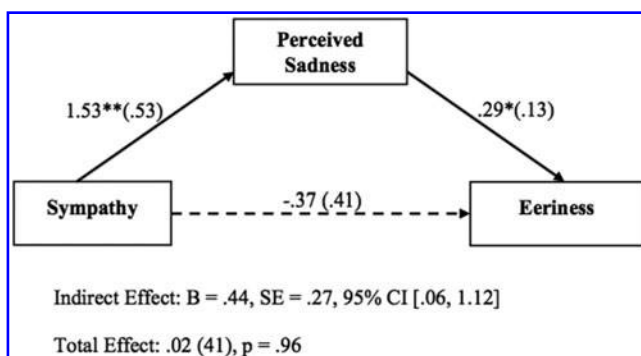 Perceived
Sadness
1.53**(.53)
.29*(.13)
Sympathy
-.37 (.41)
Eeriness
Indirect Effect: B = .44, SE = .27, 95% CI [.06, 1.12]
Total Effect: .02 (41), p = .96